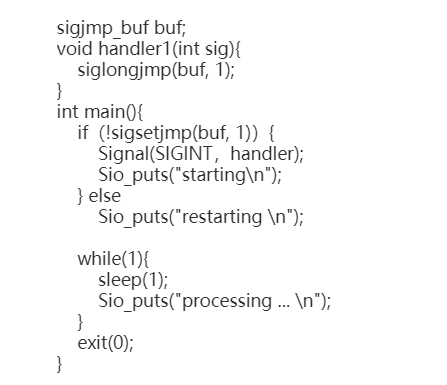 sigjmp_buf buf;
void handler1(int sig){
siglongjmp(buf, 1);
}
int main(){
if (!sigsetjmp(buf, 1)) {
Signal(SIGINT, handler);
Sio_puts("starting\n");
} else
Sio_puts("restarting \n");
while(1){
sleep(1);
Sio_puts("processing ... \n");
}
exit(0);
}